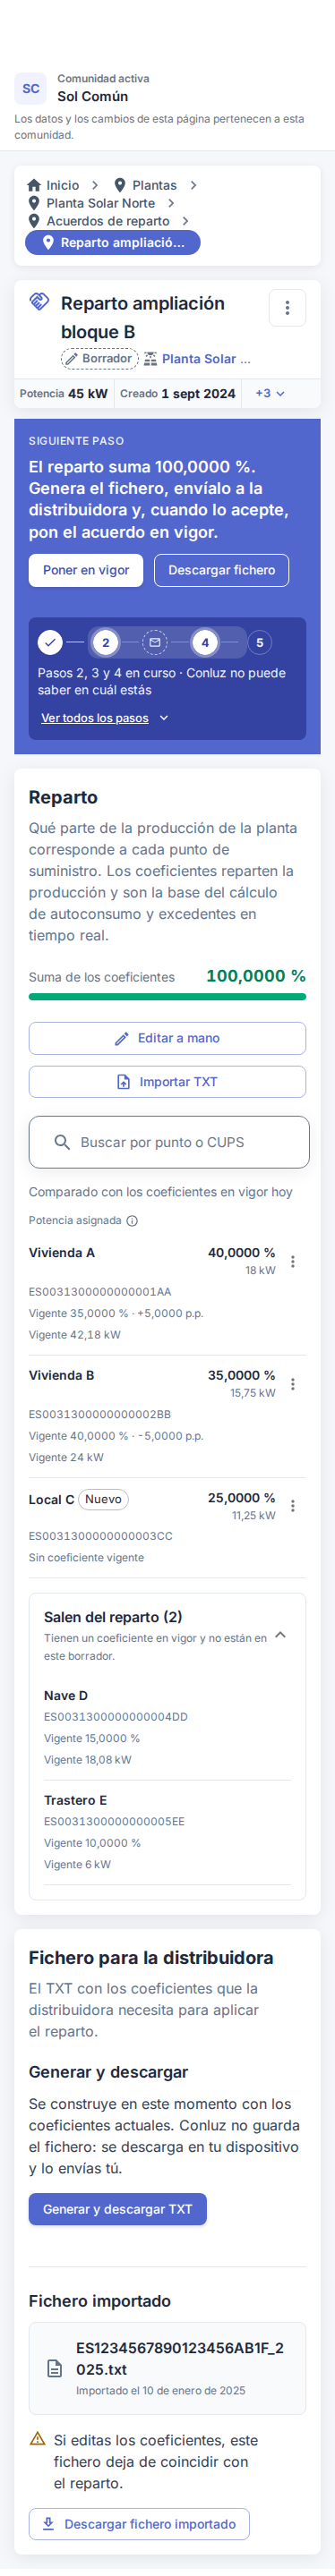 SC
Comunidad activa
Sol Común
Los datos y los cambios de esta página pertenecen a esta
comunidad.
Inicio > Plantas >
Planta Solar Norte >
Acuerdos de reparto >
Reparto ampliació...
Reparto ampliación
bloque B
Borrador Planta Solar ...
Potencia 45 kW Creado 1 sept 2024 +3
SIGUIENTE PASO
El reparto suma 100,0000 %.
Genera el fichero, envíalo a la
distribuidora y, cuando lo acepte,
pon el acuerdo en vigor.
Poner en vigor Descargar fichero
2 4 5
Pasos 2, 3 y 4 en curso · Conluz no puede
saber en cuál estás
Ver todos los pasos
Reparto
Qué parte de la producción de la planta
corresponde a cada punto de
suministro. Los coeficientes reparten la
producción y son la base del cálculo
de autoconsumo y excedentes en
tiempo real.
Suma de los coeficientes 100,0000 %
Editar a mano
Importar TXT
Buscar por punto o CUPS
Comparado con los coeficientes en vigor hoy
Potencia asignada
Vivienda A 40,0000 %
18 kW
ES0031300000000001AA
Vigente 35,0000 % · +5,0000 p.p.
Vigente 42,18 kW
Vivienda B 35,0000 %
15,75 kW
ES0031300000000002BB
Vigente 40,0000 % · -5,0000 p.p.
Vigente 24 kW
Local C Nuevo 25,0000 %
11,25 kW
ES0031300000000003CC
Sin coeficiente vigente
Salen del reparto (2)
Tienen un coeficiente en vigor y no están en
este borrador.
Nave D
ES0031300000000004DD
Vigente 15,0000 %
Vigente 18,08 kW
Trastero E
ES0031300000000005EE
Vigente 10,0000 %
Vigente 6 kW
Fichero para la distribuidora
El TXT con los coeficientes que la
distribuidora necesita para aplicar
el reparto.
Generar y descargar
Se construye en este momento con los
coeficientes actuales. Conluz no guarda
el fichero: se descarga en tu dispositivo
y lo envías tú.
Generar y descargar TXT
Fichero importado
ES1234567890123456AB1F_2
025.txt
Importado el 10 de enero de 2025
Si editas los coeficientes, este
fichero deja de coincidir con
el reparto.
Descargar fichero importado